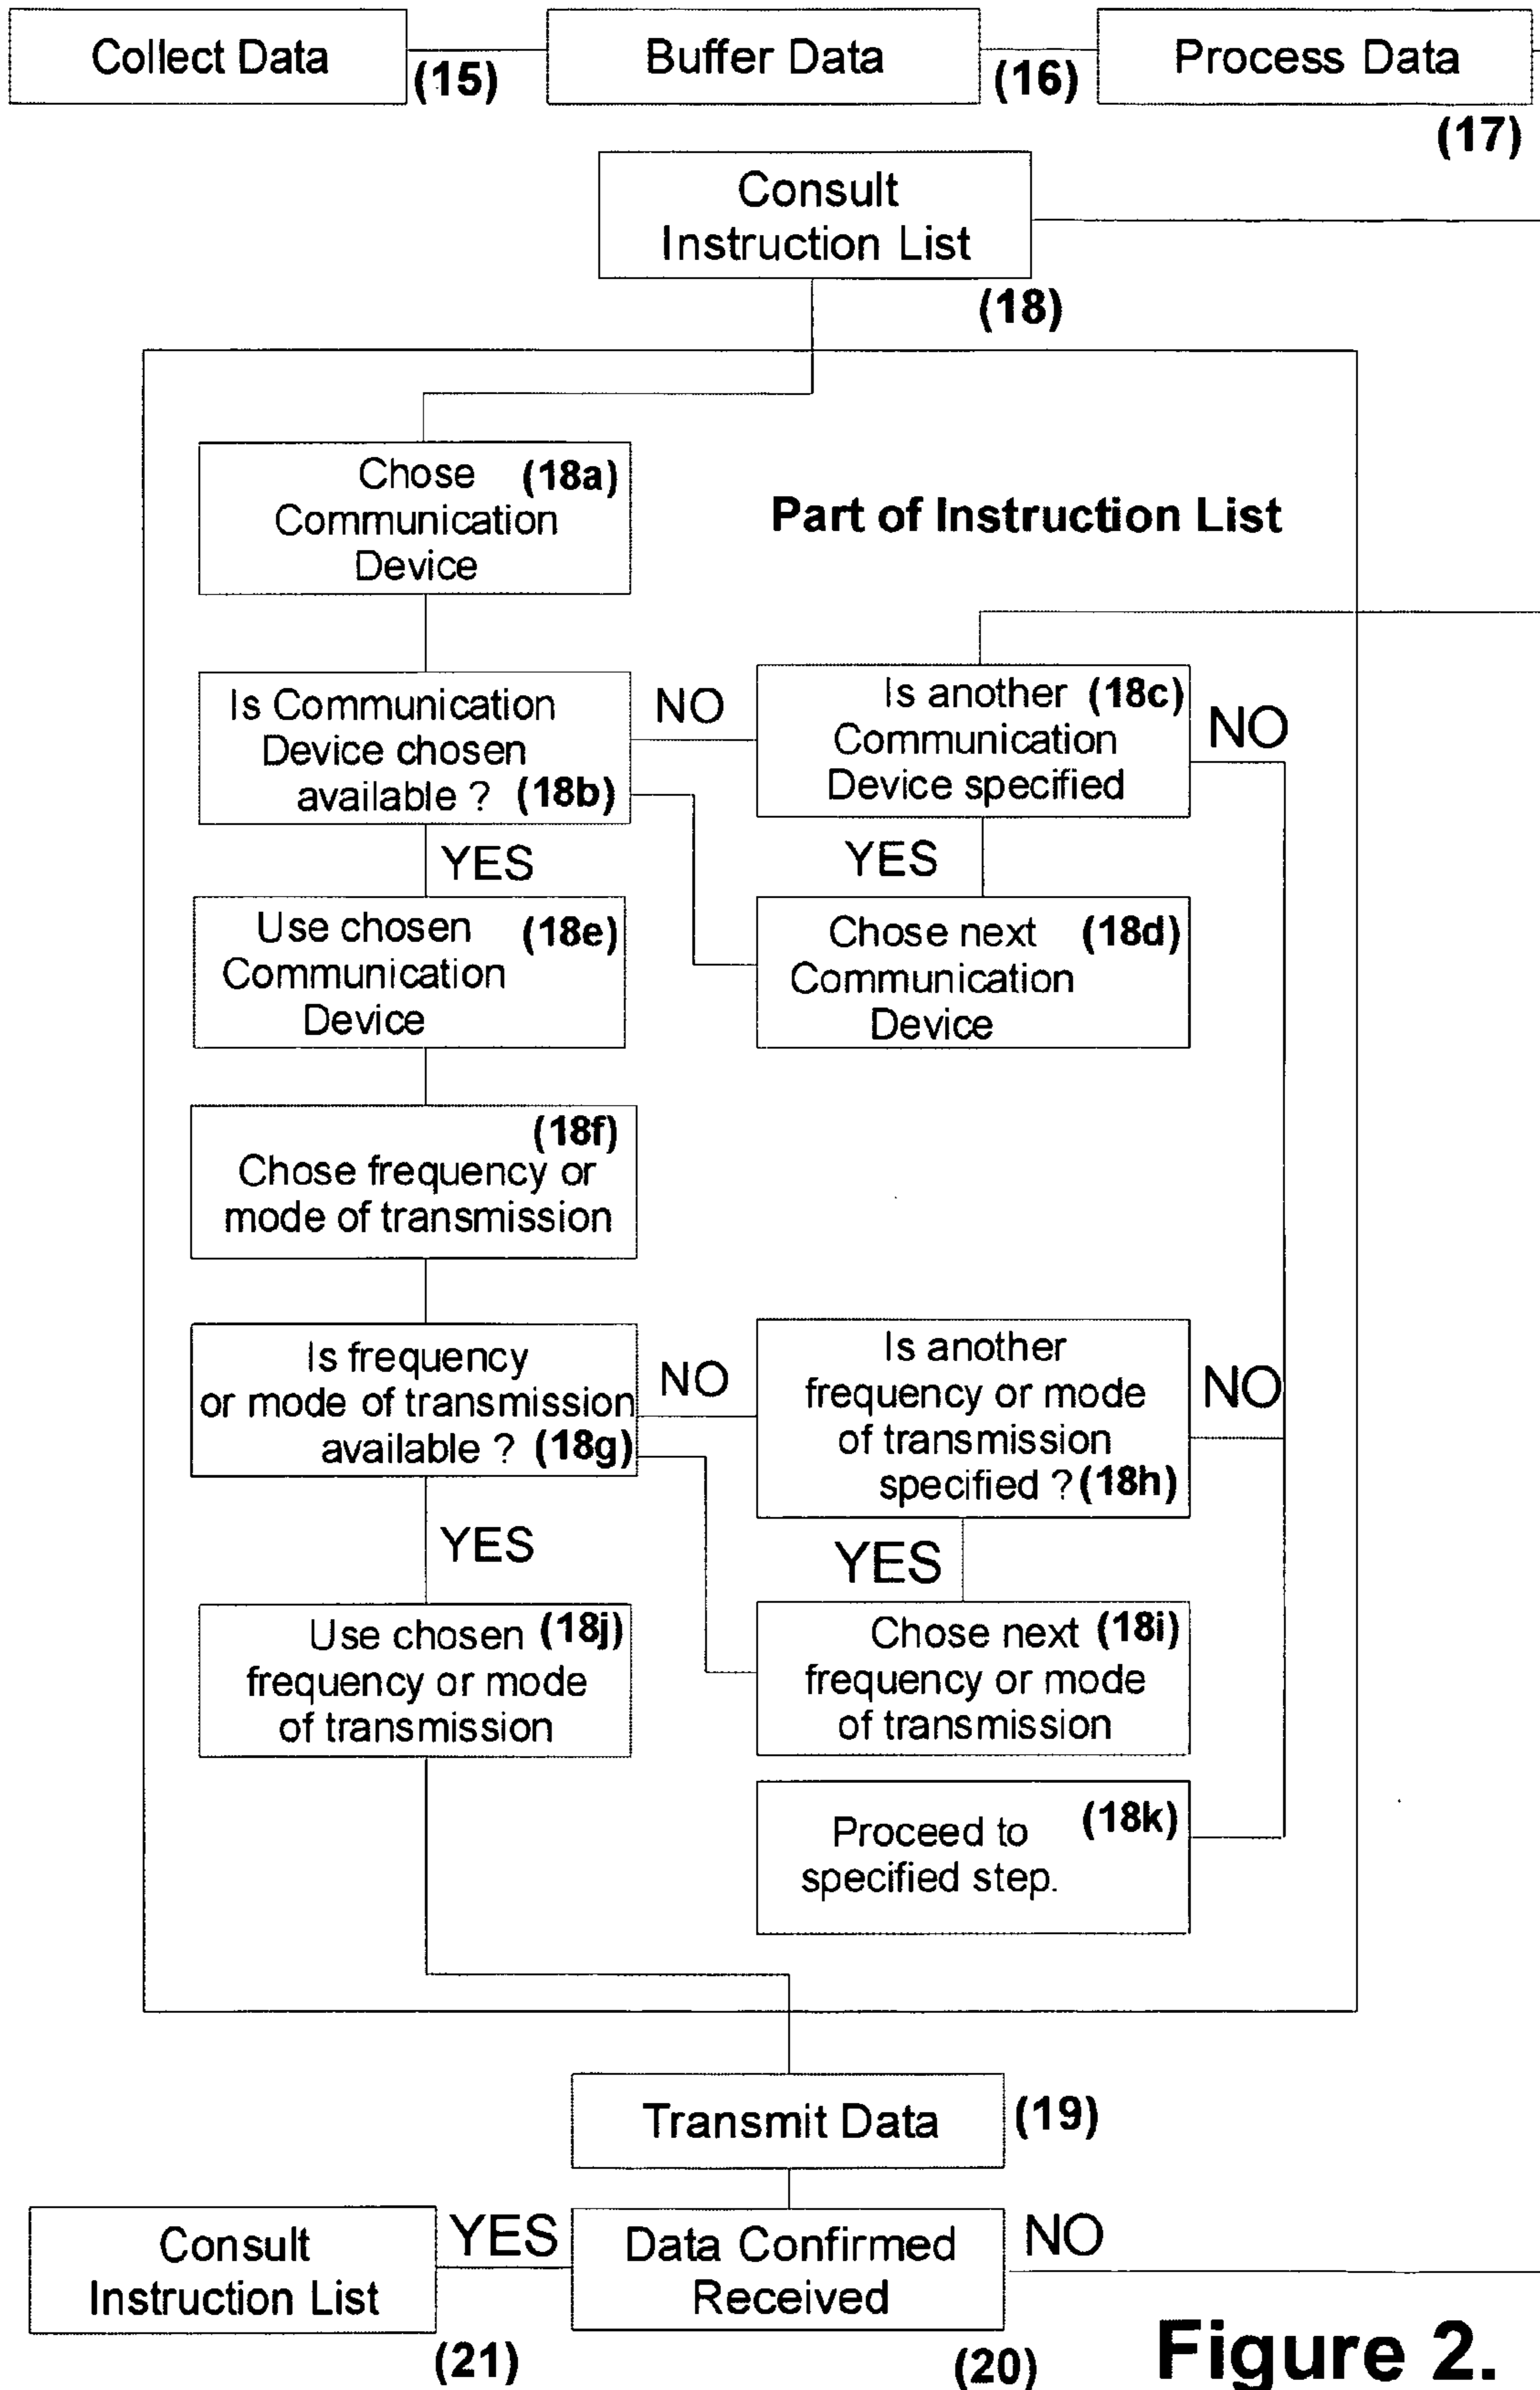 Collect Data
(15)
Buffer Data
(16)
Process Data
(17)
Consult
Instruction List
(18)
Chose (18a)
Communication
Device
Part of Instruction List
Is Communication
Device chosen
available ? (18b)
NO
Is another (18c)
Communication
Device specified
NO
YES
YES
Use chosen (18e)
Communication
Device
Chose next (18d)
Communication
Device
(18f)
Chose frequency or
mode of transmission
Is frequency
or mode of transmission
available ? (18g)
NO
Is another
frequency or mode
of transmission
specified ? (18h)
NO
YES
YES
Use chosen (18j)
frequency or mode
of transmission
Chose next (18i)
frequency or mode
of transmission
Proceed to (18k)
specified step.
Transmit Data
(19)
Consult
Instruction List
(21)
YES
Data Confirmed
Received
(20)
NO
Figure 2.